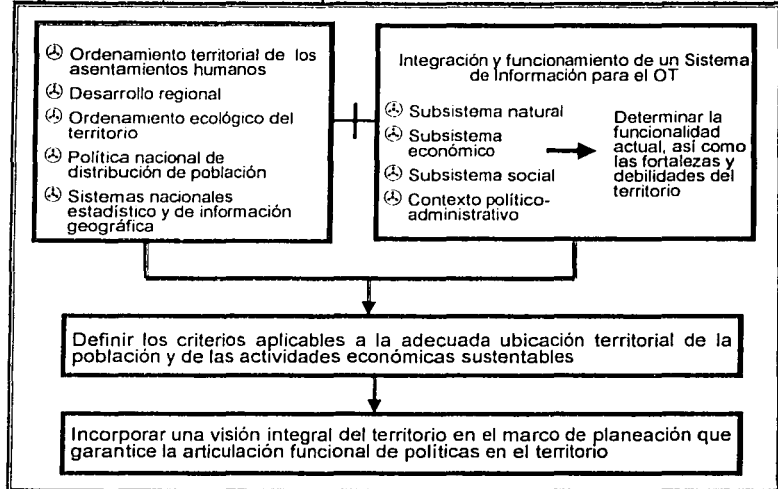 Ordenamiento territorial de los
asentamientos humanos
Desarrollo regional
Ordenamiento ecológico del
territorio
Política nacional de
distribución de población
Sistemas nacionales
estadístico y de información
geográfica
Integración y funcionamiento de un Sistema
de Información para el OT
Subsistema natural
Subsistema
económico
Subsistema social
Contexto político-
administrativo
Determinar la
funcionalidad
actual, así como
las fortalezas y
debilidades del
territorio
Definir los criterios aplicables a la adecuada ubicación territorial de la
población y de las actividades económicas sustentables
Incorporar una visión integral del territorio en el marco de planeación que
garantice la articulación funcional de políticas en el territorio